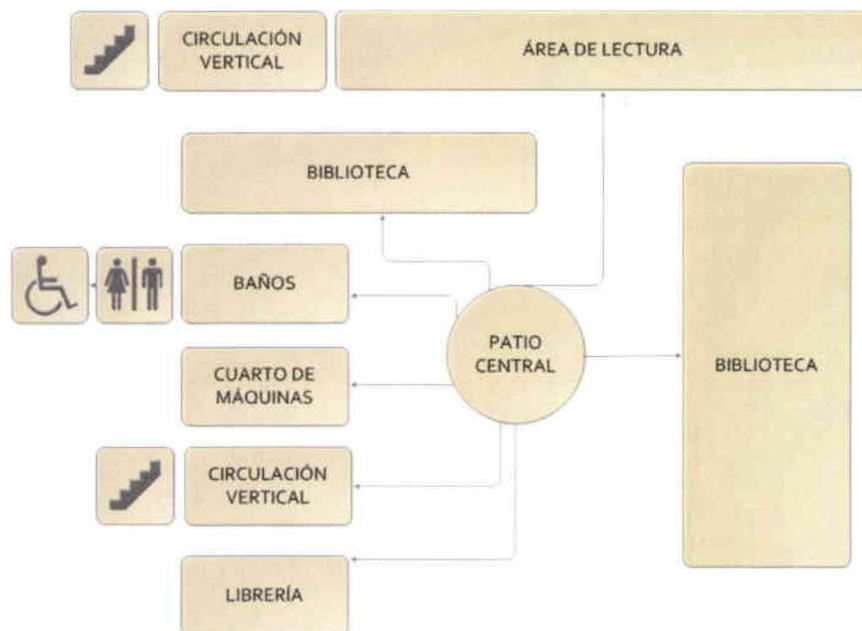 CIRCULACIÓN
VERTICAL
ÁREA DE LECTURA
BIBLIOTECA
BAÑOS
CUARTO DE
MÁQUINAS
CIRCULACIÓN
VERTICAL
LIBRERÍA
PATIO
CENTRAL
BIBLIOTECA